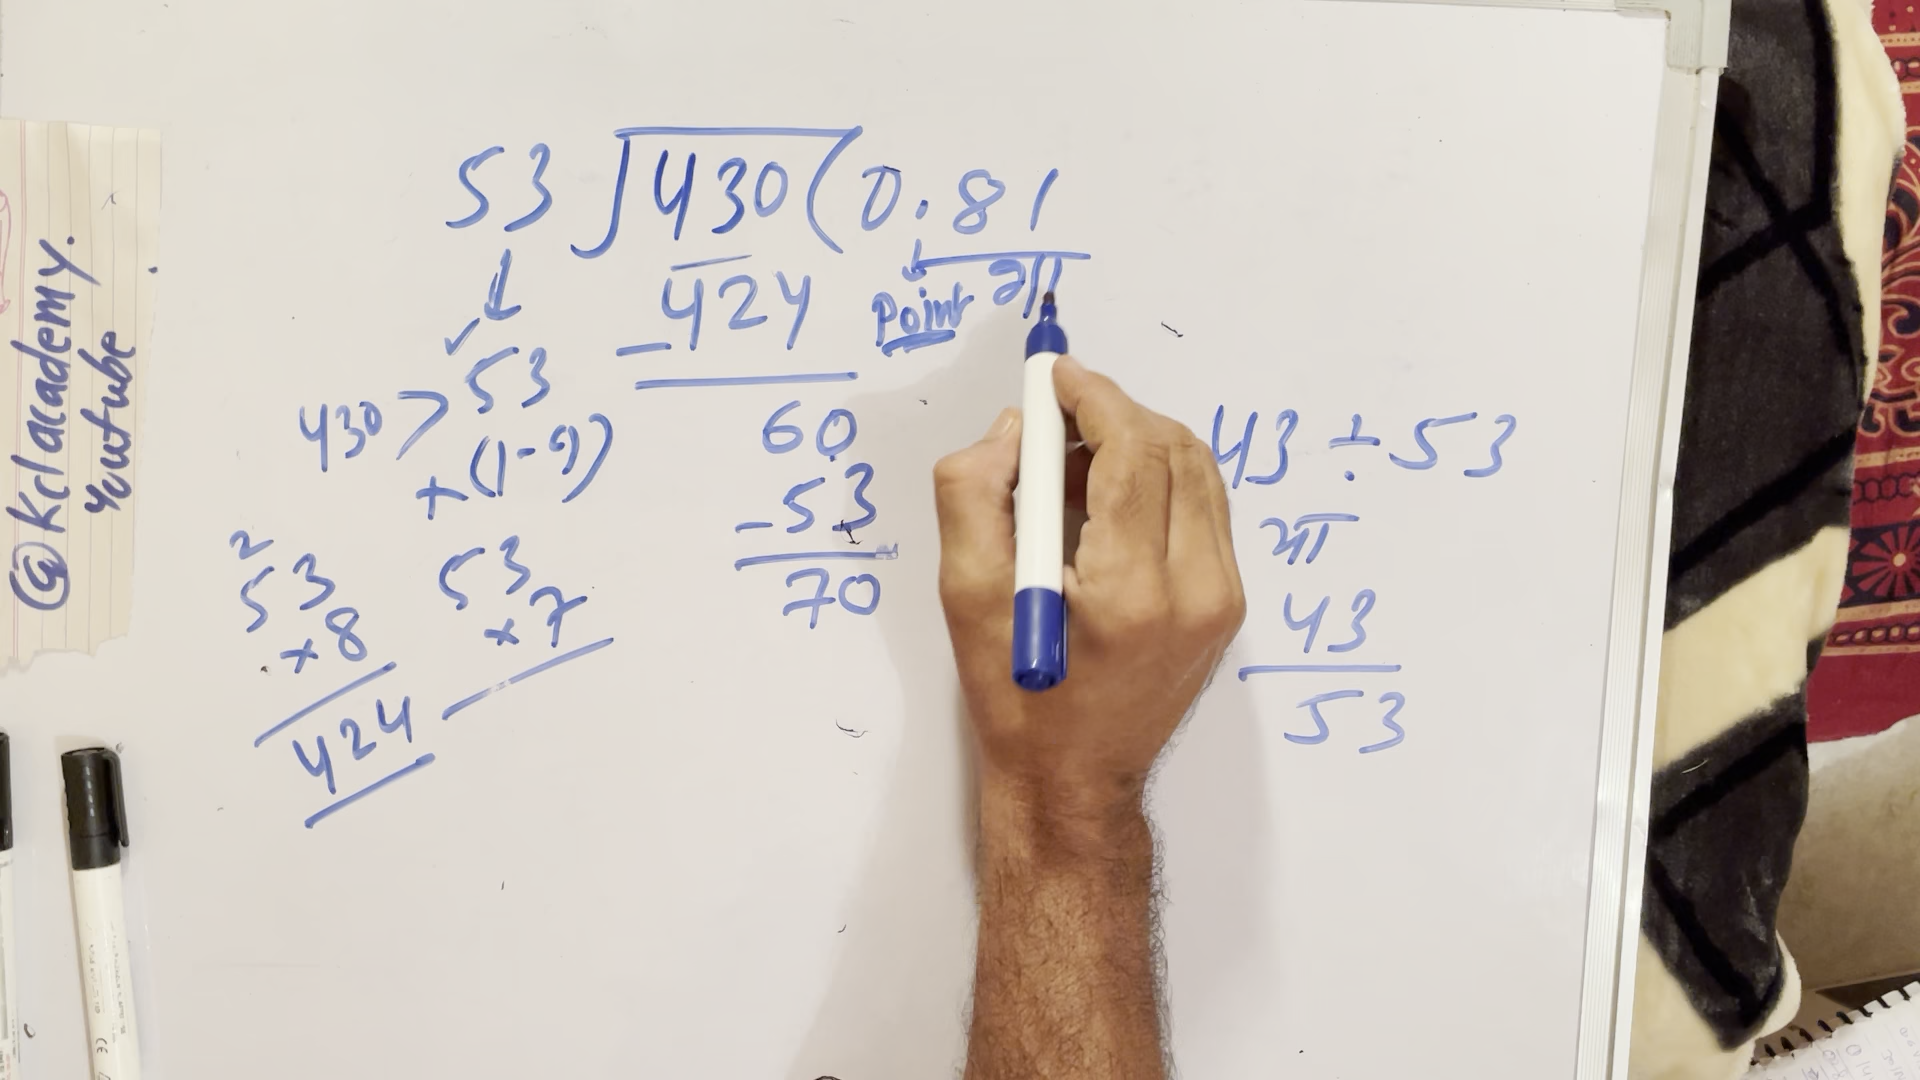 @kclacademy.
Youtube
53 √430 ( 0.81
424
Point
-
53
430 >
+ (1-9)
60
-53
70
2
53
×8
424
53
×7
43 ÷ 53
या
43
53